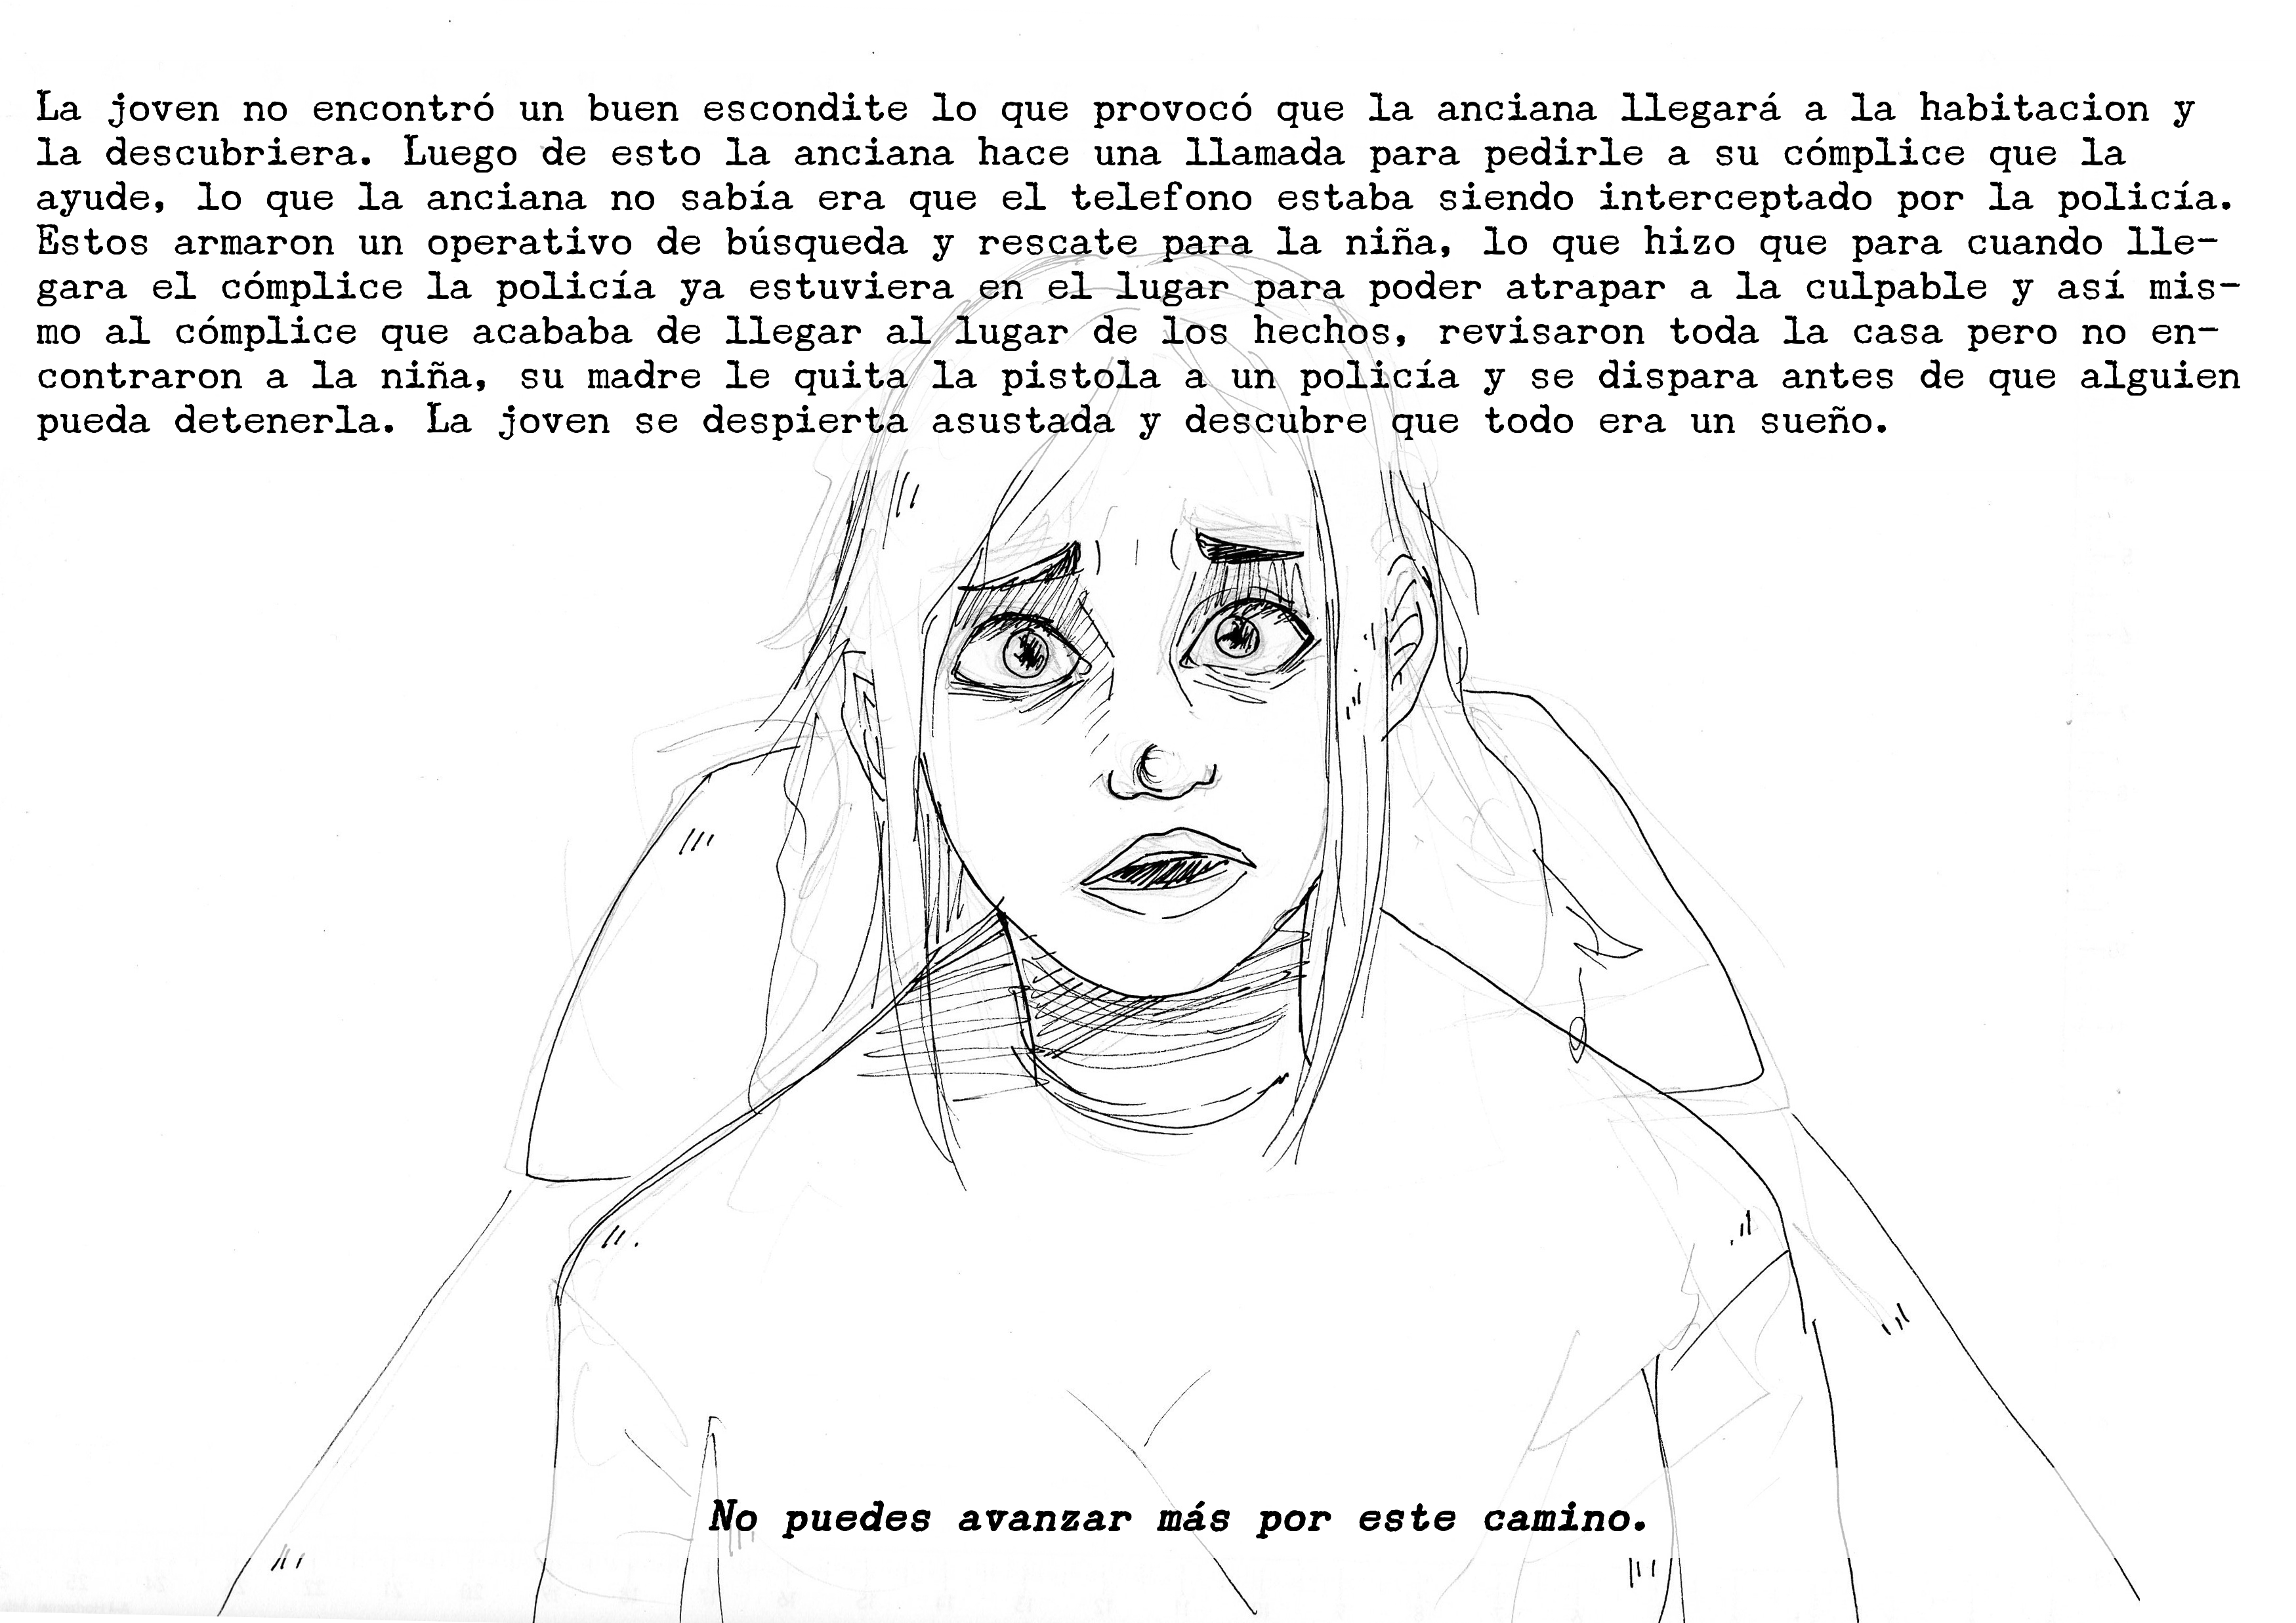 La joven no encontró un buen escondite lo que provocó que la anciana llegará a la habitacion y
la descubriera. Luego de esto la anciana hace una llamada para pedirle a su cómplice que la
ayude, lo que la anciana no sabía era que el telefono estaba siendo interceptado por la policía.
Estos armaron un operativo de búsqueda y rescate para la niña, lo que hizo que para cuando lle-
gara el cómplice la policía ya estuviera en el lugar para poder atrapar a la culpable y así mis-
mo al cómplice que acababa de llegar al lugar de los hechos, revisaron toda la casa pero no en-
contraron a la niña, su madre le quita la pistola a un policía y se dispara antes de que alguien
pueda detenerla. La joven se despierta asustada y descubre que todo era un sueño.
No puedes avanzar más por este camino.